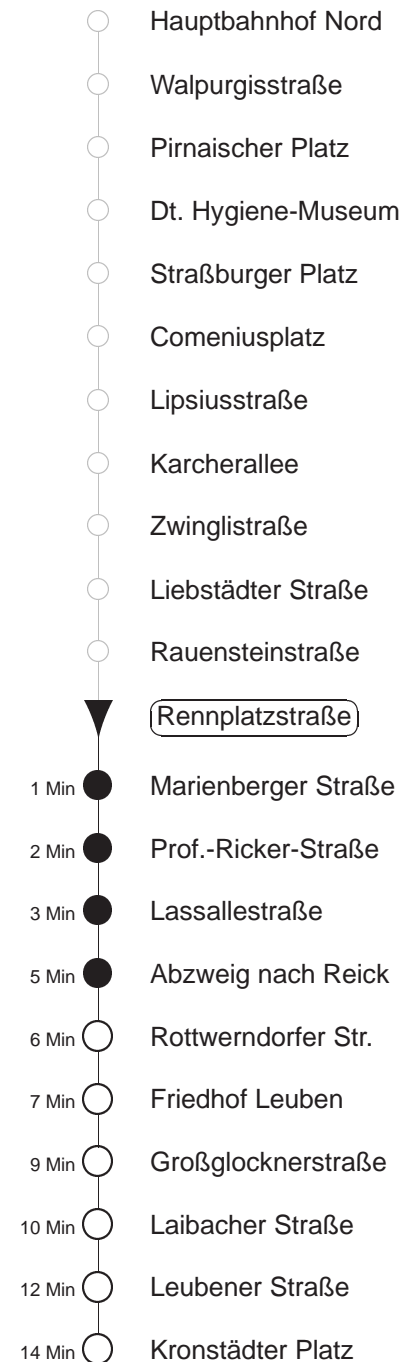 Hauptbahnhof Nord
Walpurgisstraße
Pirnaischer Platz
Dt. Hygiene-Museum
Straßburger Platz
Comeniusplatz
Lipsiusstraße
Karcherallee
Zwinglistraße
Liebstädter Straße
Rauensteinstraße
Rennplatzstraße
1 Min Marienberger Straße
2 Min Prof.-Ricker-Straße
3 Min Lassallestraße
5 Min Abzweig nach Reick
6 Min Rottwerndorfer Str.
7 Min Friedhof Leuben
9 Min Großglocknerstraße
10 Min Laibacher Straße
12 Min Leubener Straße
14 Min Kronstädter Platz